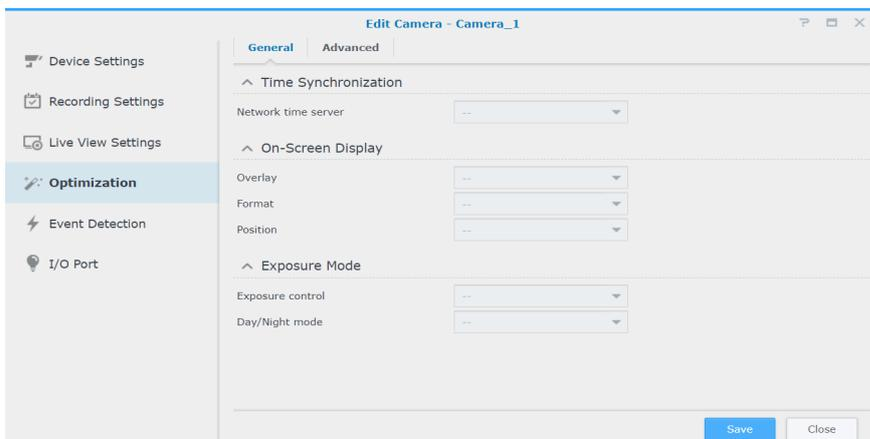 Edit Camera - Camera_1
Device Settings
Recording Settings
Live View Settings
Optimization
Event Detection
I/O Port
General Advanced
Time Synchronization
Network time server --
On-Screen Display
Overlay --
Format --
Position --
Exposure Mode
Exposure control --
Day/Night mode --
Save Close